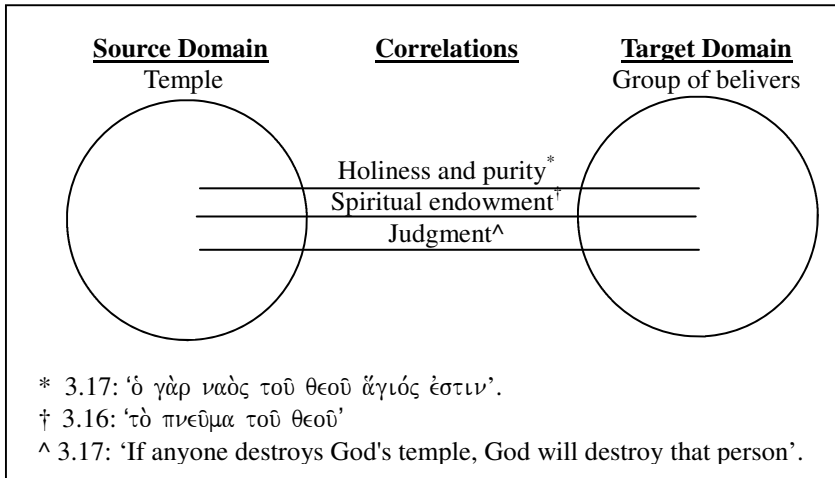 Source Domain Correlations Target Domain
Temple Group of belivers
Holiness and purity*
Spiritual endowment†
Judgment^
* 3.17: ‘ὁ γὰρ ναὸς τοῦ θεοῦ ἅγιός ἐστιν’.
† 3.16: ‘τὸ πνεῦμα τοῦ θεοῦ’
^ 3.17: ‘If anyone destroys God's temple, God will destroy that person’.